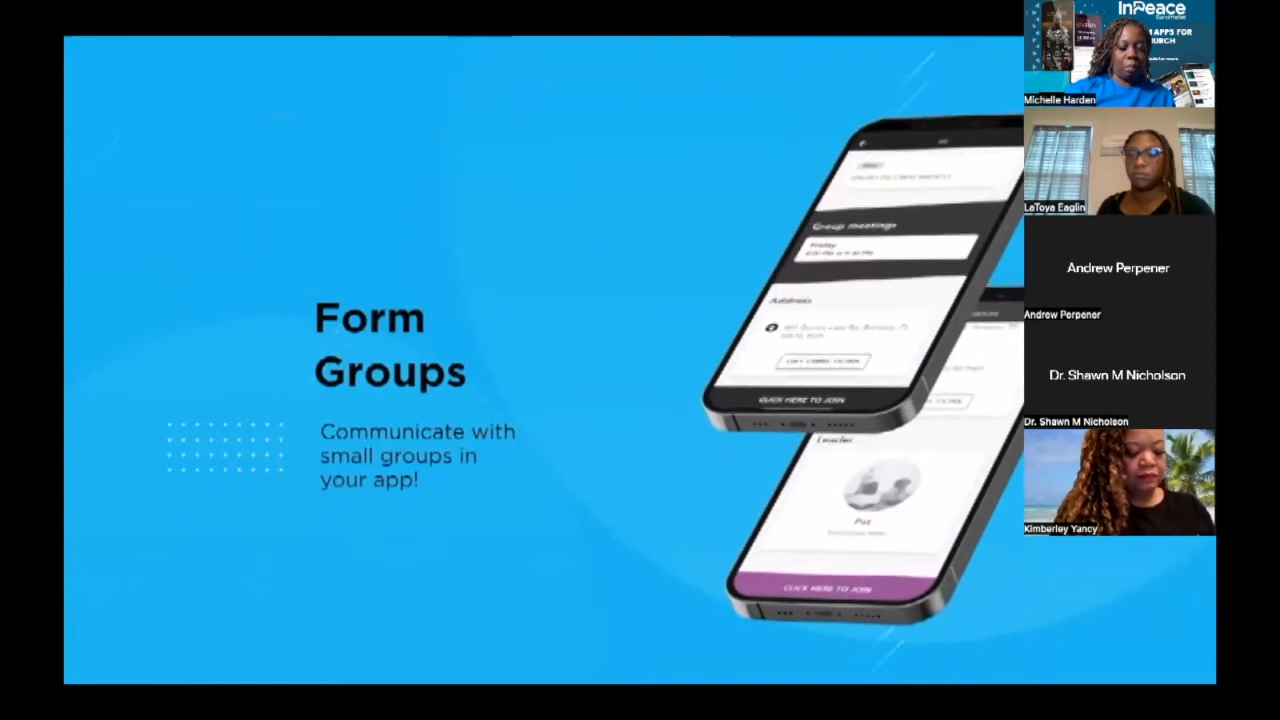 Form
Groups
Communicate with
small groups in
your app!
Group meetings
Friday
Address
CLICK HERE TO JOIN
Leader
Paz
CLICK HERE TO JOIN
InPeace
APPS FOR
Michelle Harden
LaToya Eaglin
Andrew Perpener
Andrew Perpener
Dr. Shawn M Nicholson
Dr. Shawn M Nicholson
Kimberley Yancy